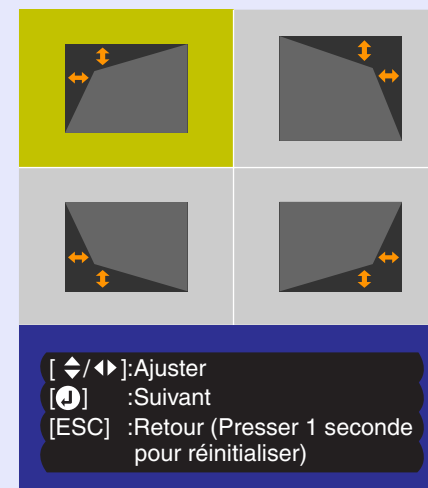 [ ⬘/◂▸ ]:Ajuster
[↵] :Suivant
[ESC] :Retour (Presser 1 seconde
pour réinitialiser)